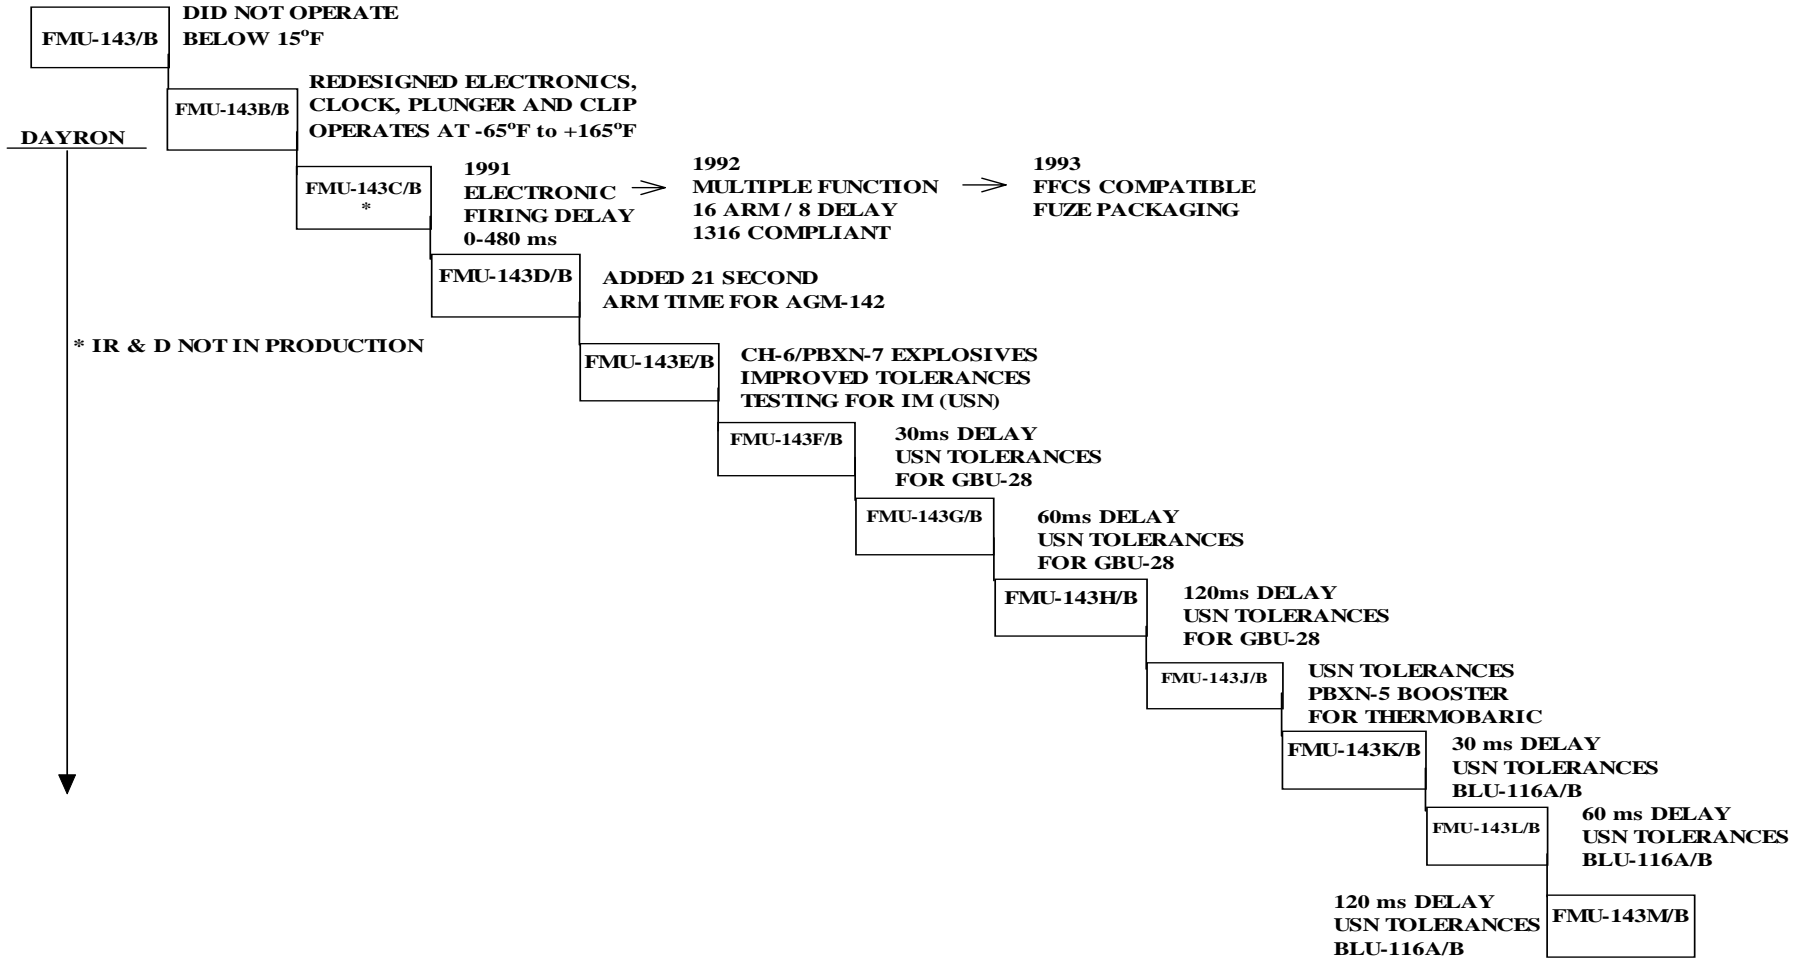 FMU-143/B
DID NOT OPERATE
BELOW 15°F
FMU-143B/B
REDESIGNED ELECTRONICS,
CLOCK, PLUNGER AND CLIP
OPERATES AT -65°F to +165°F
DAYRON
FMU-143C/B
*
1991
ELECTRONIC
FIRING DELAY
0-480 ms
1992
MULTIPLE FUNCTION
16 ARM / 8 DELAY
1316 COMPLIANT
1993
FFCS COMPATIBLE
FUZE PACKAGING
FMU-143D/B
ADDED 21 SECOND
ARM TIME FOR AGM-142
* IR & D NOT IN PRODUCTION
FMU-143E/B
CH-6/PBXN-7 EXPLOSIVES
IMPROVED TOLERANCES
TESTING FOR IM (USN)
FMU-143F/B
30ms DELAY
USN TOLERANCES
FOR GBU-28
FMU-143G/B
60ms DELAY
USN TOLERANCES
FOR GBU-28
FMU-143H/B
120ms DELAY
USN TOLERANCES
FOR GBU-28
FMU-143J/B
USN TOLERANCES
PBXN-5 BOOSTER
FOR THERMOBARIC
FMU-143K/B
30 ms DELAY
USN TOLERANCES
BLU-116A/B
FMU-143L/B
60 ms DELAY
USN TOLERANCES
BLU-116A/B
120 ms DELAY
USN TOLERANCES
BLU-116A/B
FMU-143M/B